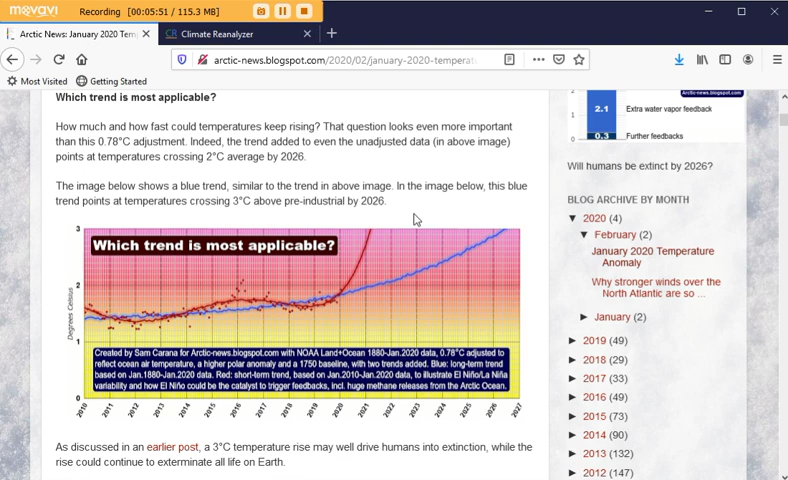 movavi
Recording [00:05:51 / 115.3 MB]
Arctic News: January 2020 Tem
CR Climate Reanalyzer
arctic-news.blogspot.com/2020/02/january-2020-temperat
Most Visited
Getting Started
Which trend is most applicable?
How much and how fast could temperatures keep rising? That question looks even more important
than this 0.78°C adjustment. Indeed, the trend added to even the unadjusted data (in above image)
points at temperatures crossing 2°C average by 2026.
The image below shows a blue trend, similar to the trend in above image. In the image below, this blue
trend points at temperatures crossing 3°C above pre-industrial by 2026.
Which trend is most applicable?
Degrees Celsius
3
2
1
0
Created by Sam Carana for Arctic-news.blogspot.com with NOAA Land+Ocean 1880-Jan.2020 data, 0.78°C adjusted to
reflect ocean air temperature, a higher polar anomaly and a 1750 baseline, with two trends added. Blue: long-term trend
based on Jan.1880-Jan.2020 data. Red: short-term trend, based on Jan.2010-Jan.2020 data, to illustrate El Niño/La Niña
variability and how El Niño could be the catalyst to trigger feedbacks, incl. huge methane releases from the Arctic Ocean.
2010 2011 2012 2013 2014 2015 2016 2017 2018 2019 2020 2021 2022 2023 2024 2025 2026 2027
As discussed in an earlier post, a 3°C temperature rise may well drive humans into extinction, while the
rise could continue to exterminate all life on Earth.
Arctic-news.blogspot.com
2
1
0
2.1 Extra water vapor feedback
0.3 Further feedbacks
Will humans be extinct by 2026?
BLOG ARCHIVE BY MONTH
▼ 2020 (4)
▼ February (2)
January 2020 Temperature
Anomaly
Why stronger winds over the
North Atlantic are so ...
► January (2)
► 2019 (49)
► 2018 (29)
► 2017 (33)
► 2016 (49)
► 2015 (73)
► 2014 (90)
► 2013 (132)
► 2012 (147)